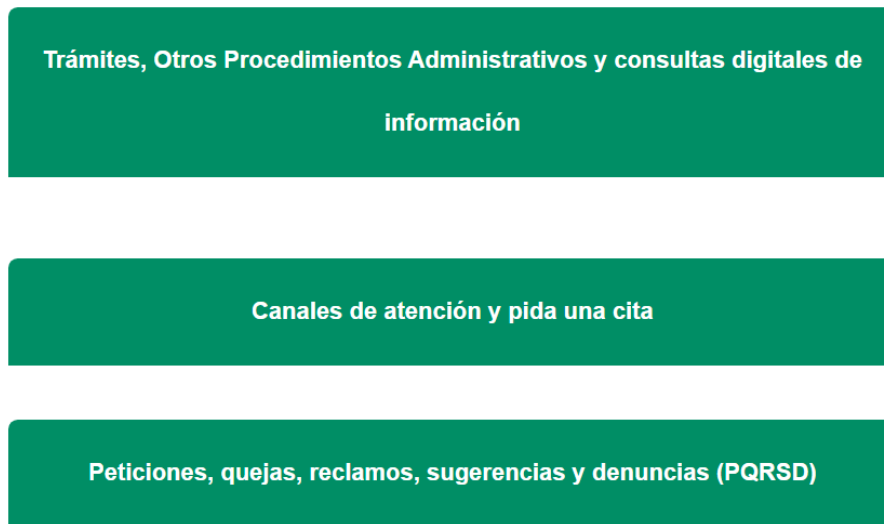 Trámites, Otros Procedimientos Administrativos y consultas digitales de
información
Canales de atención y pida una cita
Peticiones, quejas, reclamos, sugerencias y denuncias (PQRSD)